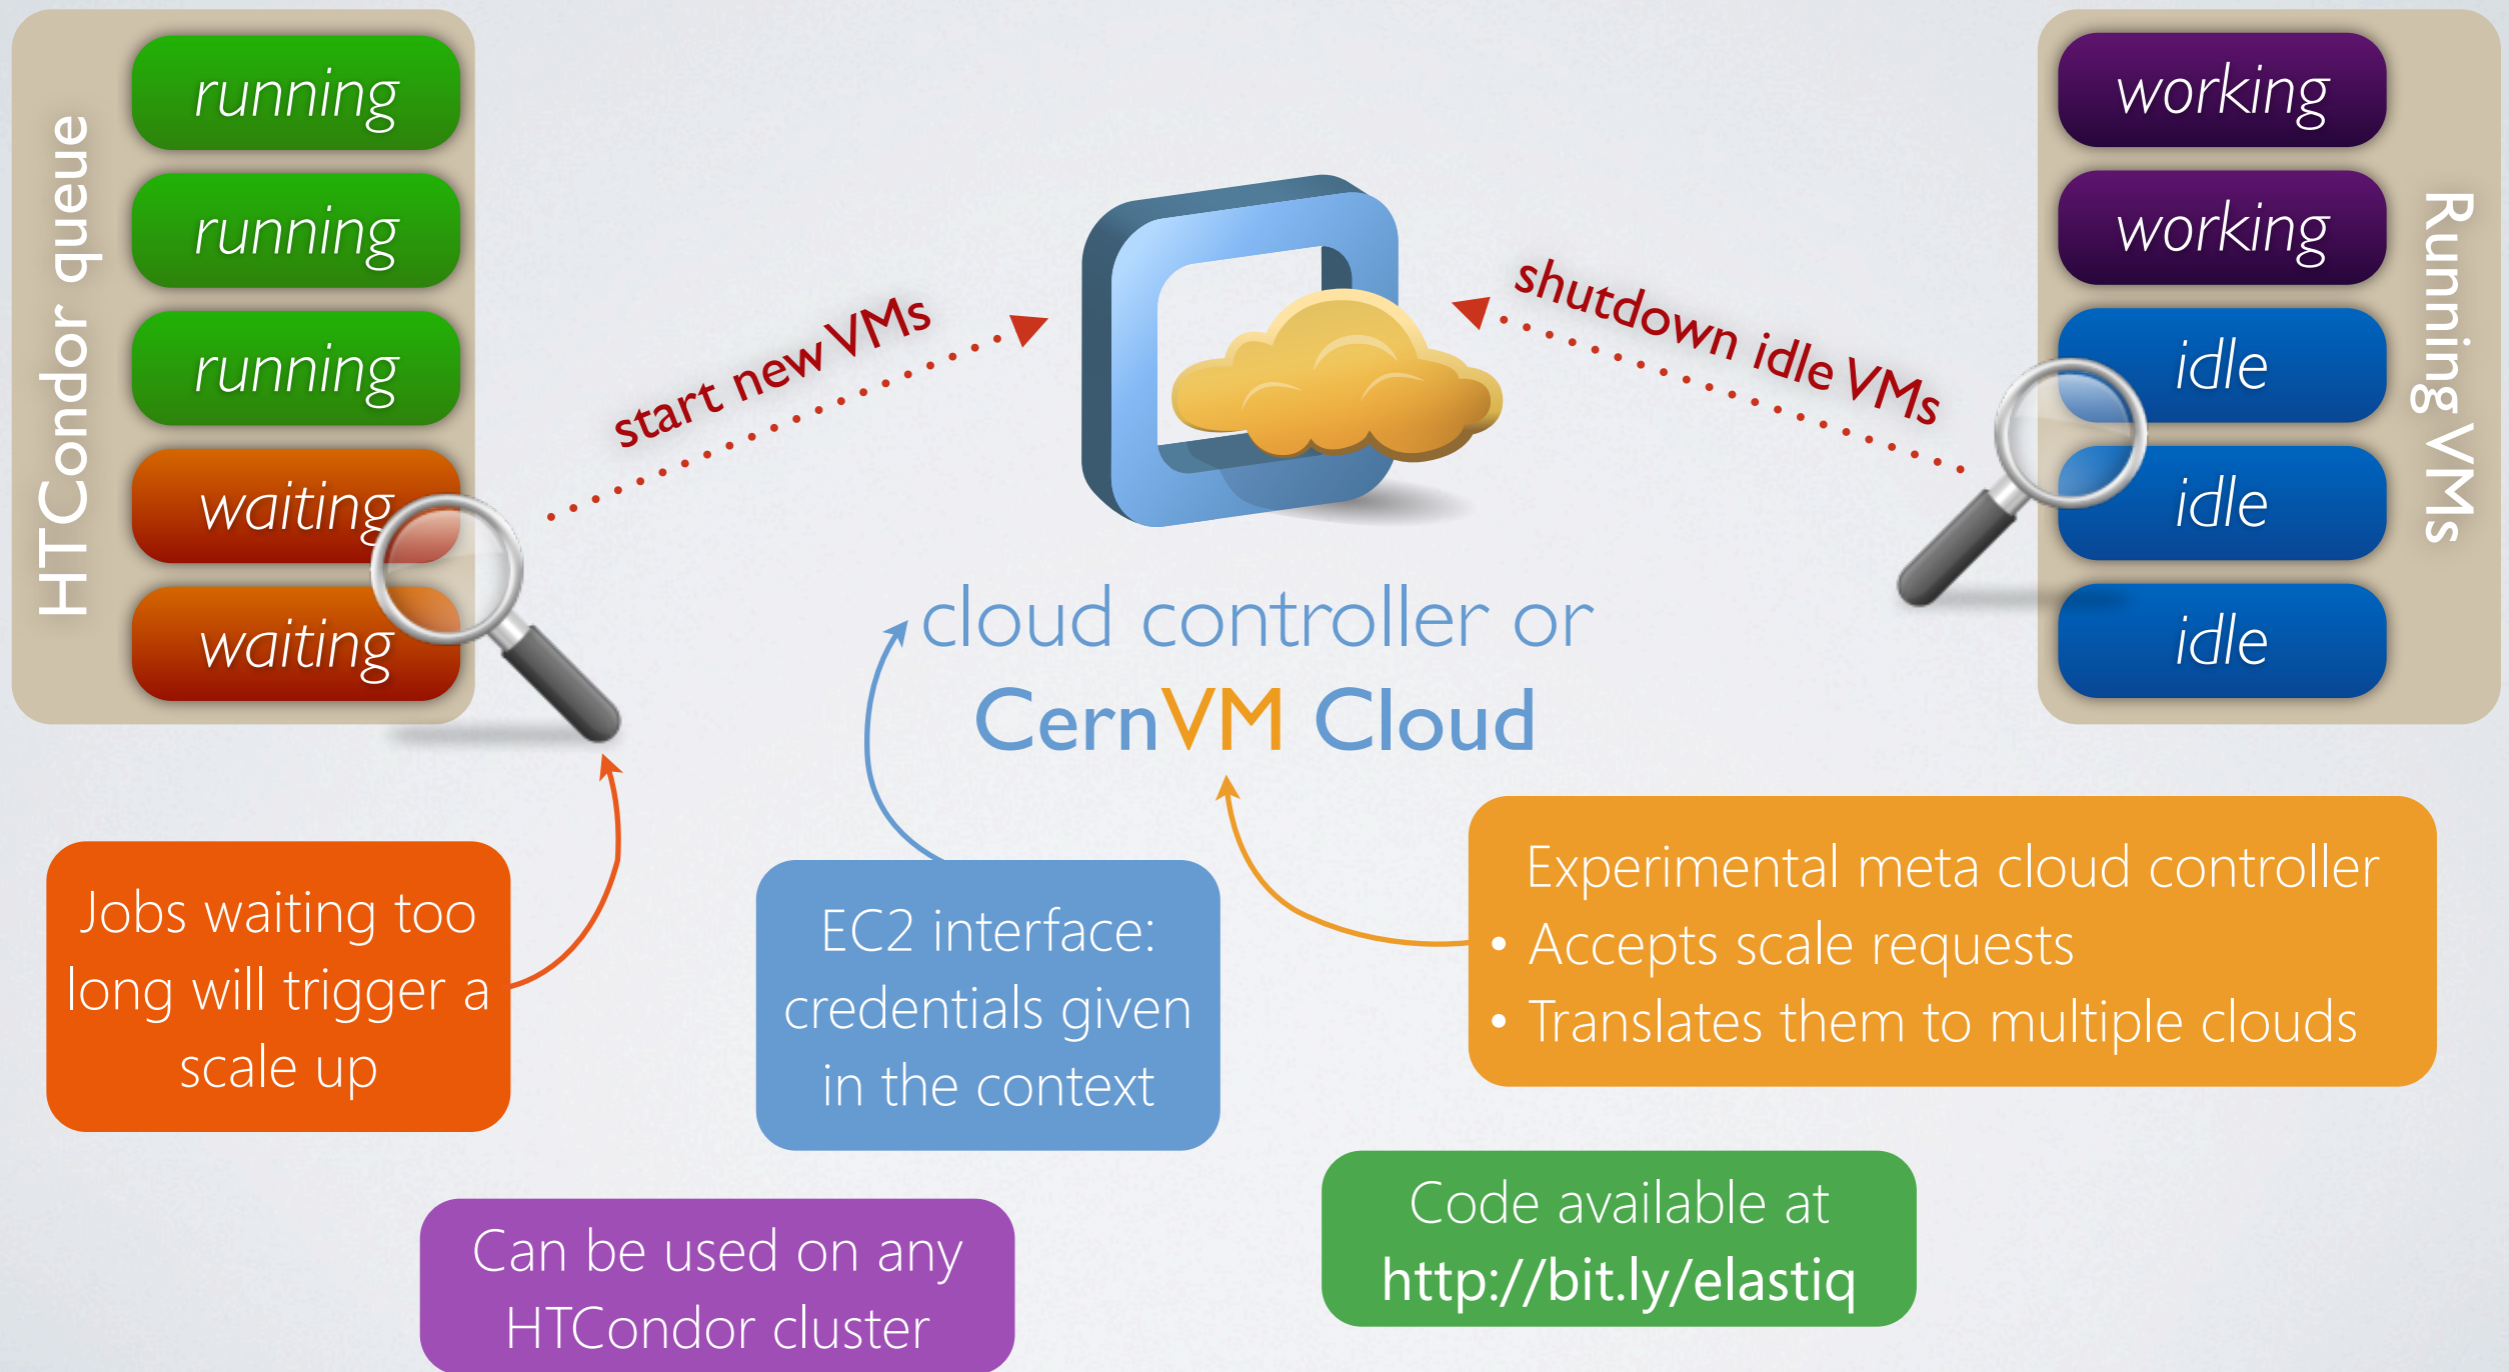 HTCondor queue
running
running
running
waiting
waiting
start new VMs
shutdown idle VMs
working
working
idle
idle
idle
Running VMs
cloud controller or
CernVM Cloud
Jobs waiting too
long will trigger a
scale up
EC2 interface:
credentials given
in the context
Experimental meta cloud controller
• Accepts scale requests
• Translates them to multiple clouds
Can be used on any
HTCondor cluster
Code available at
http://bit.ly/elastiq